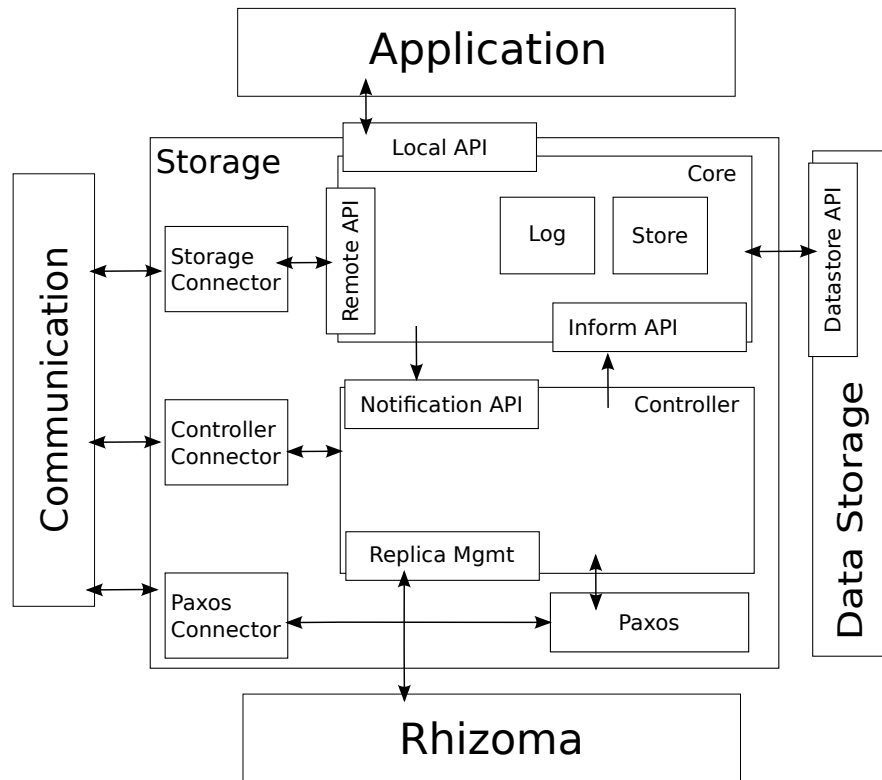 Application
Local API
Storage
Core
Communication
Storage
Connector
Remote API
Log
Store
Datastore API
Inform API
Notification API
Controller
Controller
Connector
Data Storage
Replica Mgmt
Paxos
Connector
Paxos
Rhizoma